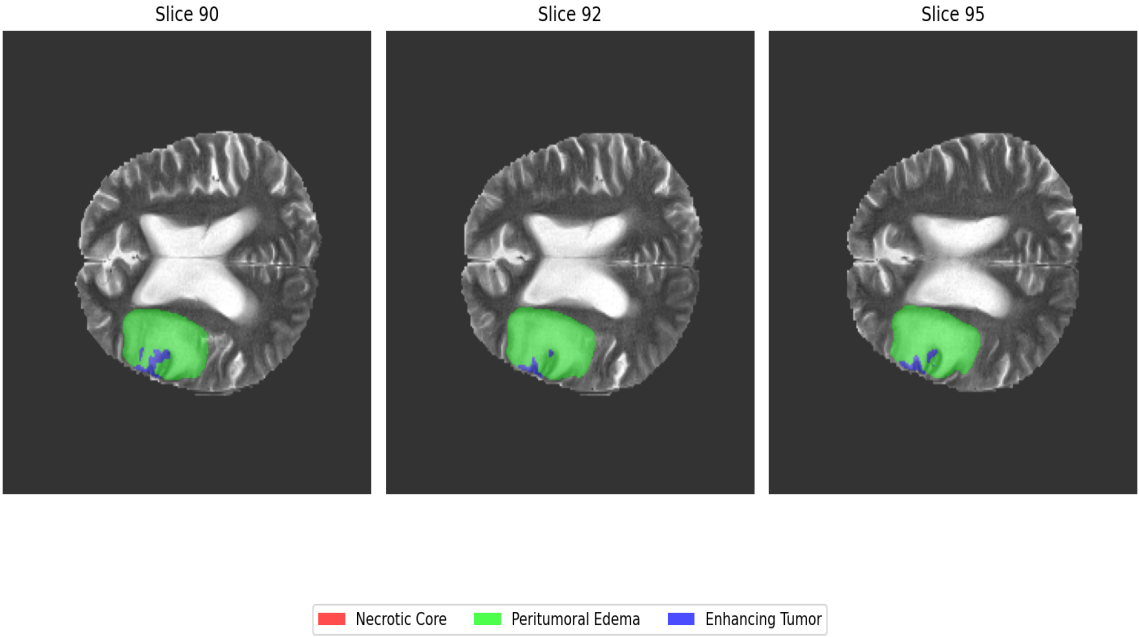 Slice 90
Slice 92
Slice 95
Necrotic Core
Peritumoral Edema
Enhancing Tumor